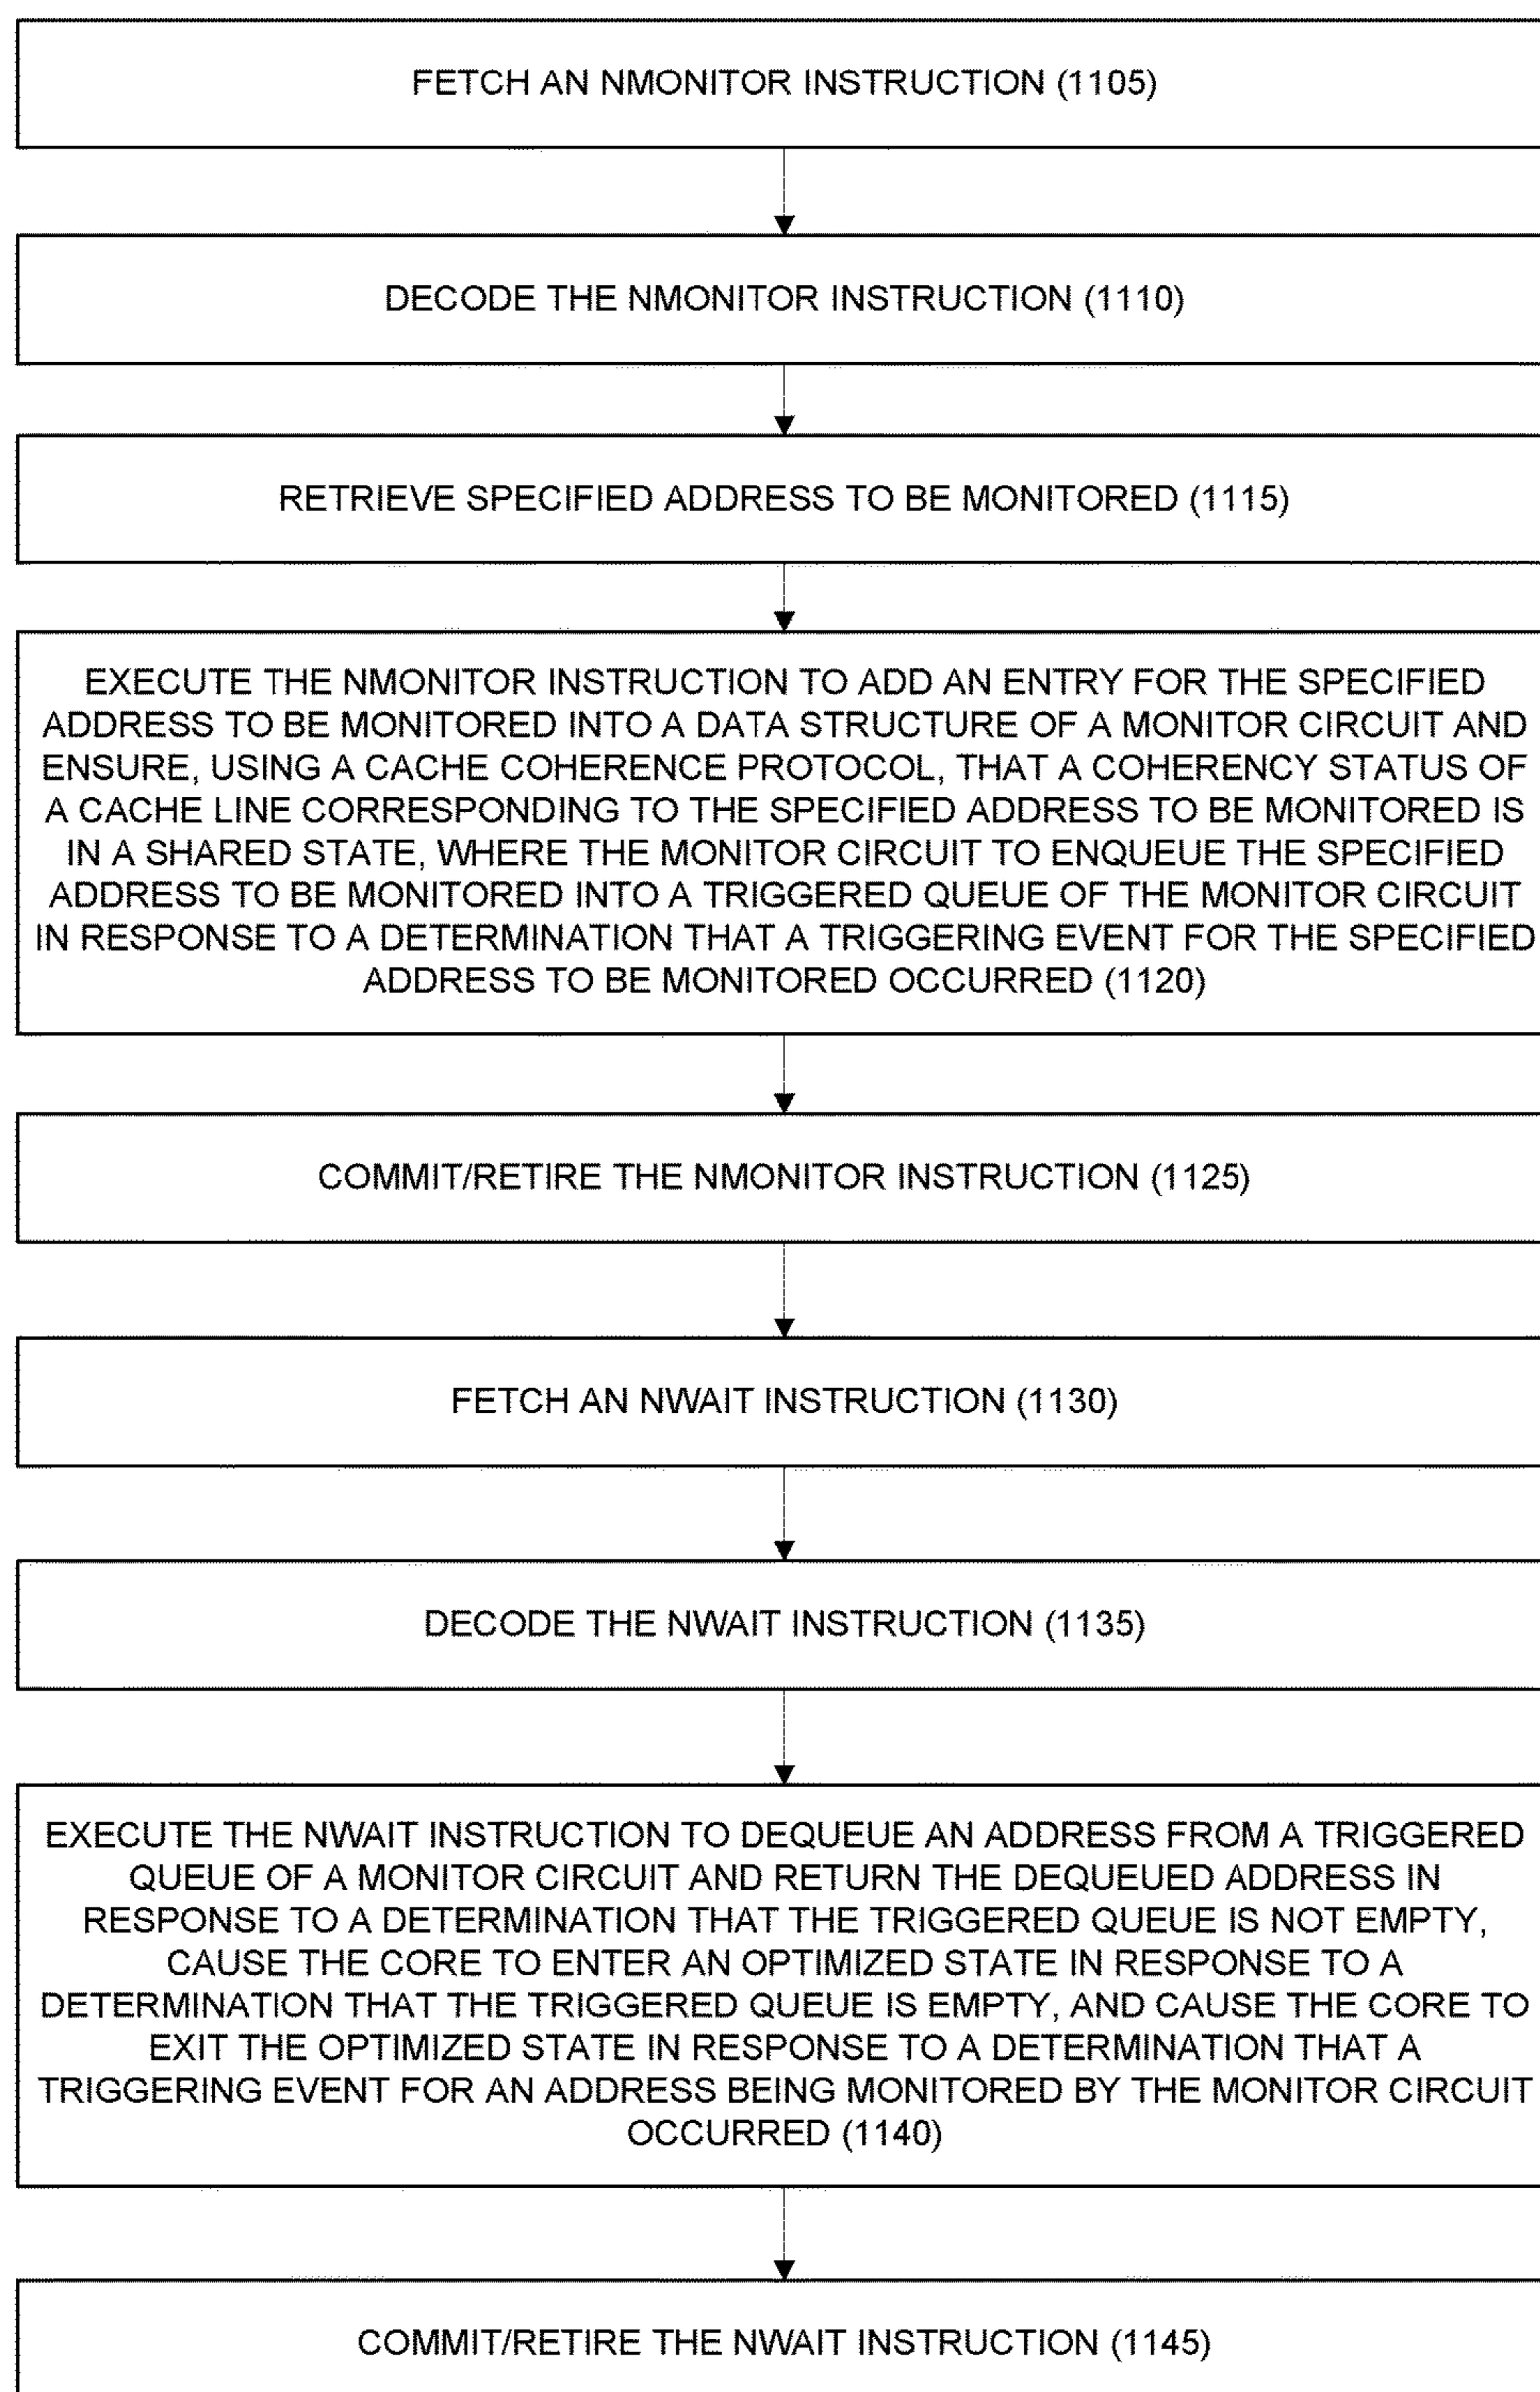 FETCH AN NMONITOR INSTRUCTION (1105)
DECODE THE NMONITOR INSTRUCTION (1110)
RETRIEVE SPECIFIED ADDRESS TO BE MONITORED (1115)
EXECUTE THE NMONITOR INSTRUCTION TO ADD AN ENTRY FOR THE SPECIFIED
ADDRESS TO BE MONITORED INTO A DATA STRUCTURE OF A MONITOR CIRCUIT AND
ENSURE, USING A CACHE COHERENCE PROTOCOL, THAT A COHERENCY STATUS OF
A CACHE LINE CORRESPONDING TO THE SPECIFIED ADDRESS TO BE MONITORED IS
IN A SHARED STATE, WHERE THE MONITOR CIRCUIT TO ENQUEUE THE SPECIFIED
ADDRESS TO BE MONITORED INTO A TRIGGERED QUEUE OF THE MONITOR CIRCUIT
IN RESPONSE TO A DETERMINATION THAT A TRIGGERING EVENT FOR THE SPECIFIED
ADDRESS TO BE MONITORED OCCURRED (1120)
COMMIT/RETIRE THE NMONITOR INSTRUCTION (1125)
FETCH AN NWAIT INSTRUCTION (1130)
DECODE THE NWAIT INSTRUCTION (1135)
EXECUTE THE NWAIT INSTRUCTION TO DEQUEUE AN ADDRESS FROM A TRIGGERED
QUEUE OF A MONITOR CIRCUIT AND RETURN THE DEQUEUED ADDRESS IN
RESPONSE TO A DETERMINATION THAT THE TRIGGERED QUEUE IS NOT EMPTY,
CAUSE THE CORE TO ENTER AN OPTIMIZED STATE IN RESPONSE TO A
DETERMINATION THAT THE TRIGGERED QUEUE IS EMPTY, AND CAUSE THE CORE TO
EXIT THE OPTIMIZED STATE IN RESPONSE TO A DETERMINATION THAT A
TRIGGERING EVENT FOR AN ADDRESS BEING MONITORED BY THE MONITOR CIRCUIT
OCCURRED (1140)
COMMIT/RETIRE THE NWAIT INSTRUCTION (1145)